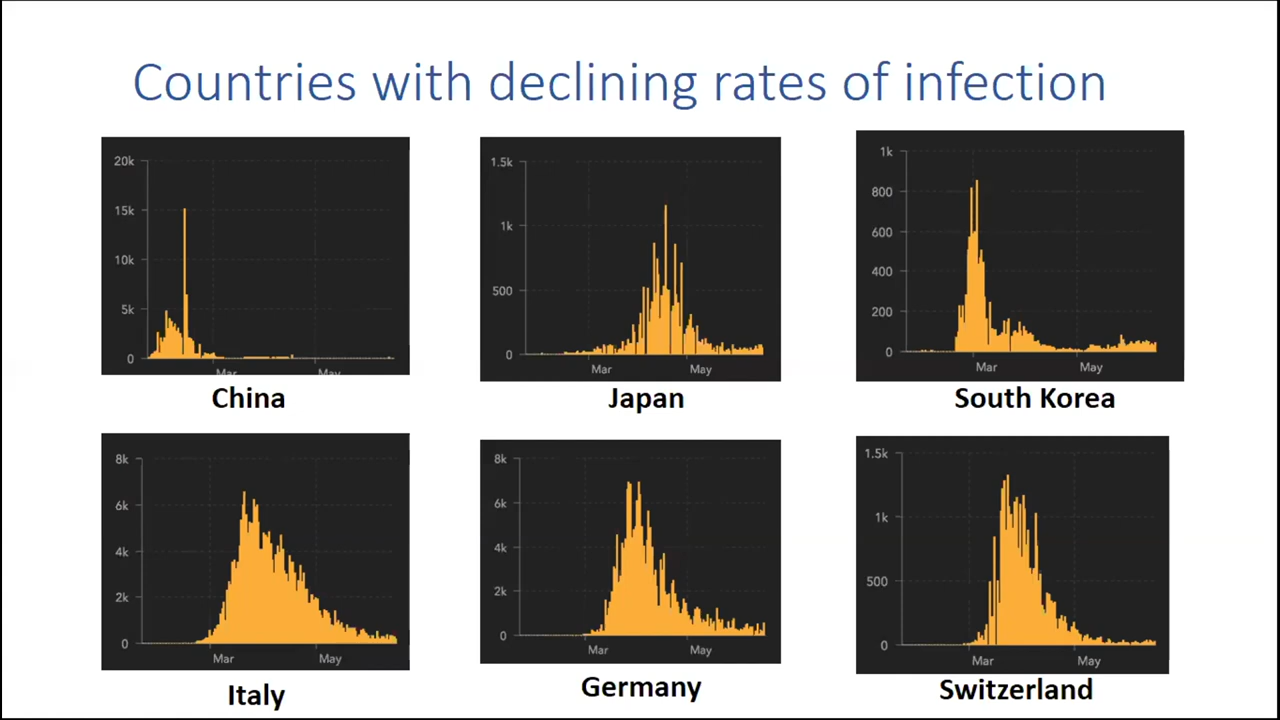 Countries with declining rates of infection
20k
15k
10k
5k
0
Mar May
China
1.5k
1k
500
0
Mar May
Japan
1k
800
600
400
200
0
Mar May
South Korea
8k
6k
4k
2k
0
Mar May
Italy
8k
6k
4k
2k
0
Mar May
Germany
1.5k
1k
500
0
Mar May
Switzerland